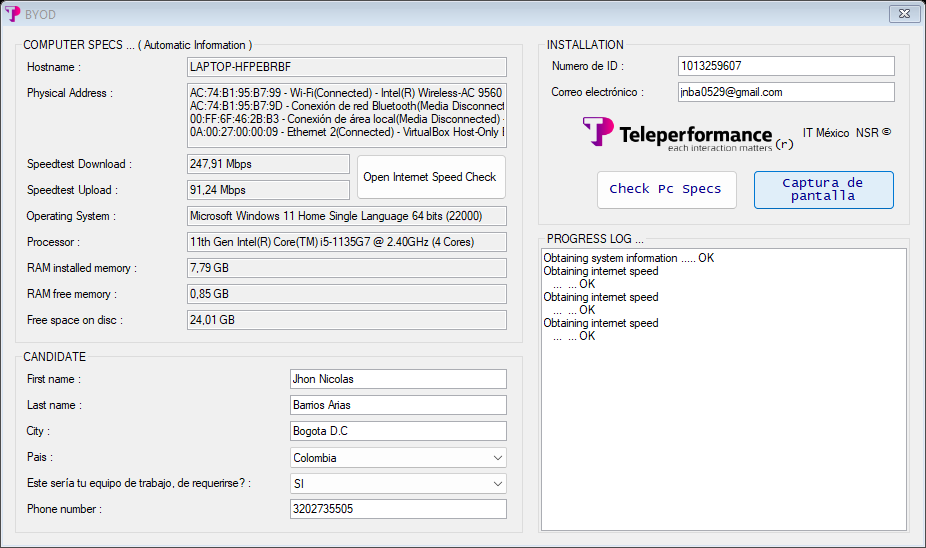 BYOD
COMPUTER SPECS ... ( Automatic Information )
Hostname :
LAPTOP-HFPEBRBF
Physical Address :
AC:74:B1:95:B7:99 - Wi-Fi(Connected) - Intel(R) Wireless-AC 9560
AC:74:B1:95:B7:9D - Conexión de red Bluetooth(Media Disconnect
00:FF:6F:46:2B:B3 - Conexión de área local(Media Disconnected) -
0A:00:27:00:00:09 - Ethernet 2(Connected) - VirtualBox Host-Only
Speedtest Download :
247,91 Mbps
Speedtest Upload :
91,24 Mbps
Open Internet Speed Check
Operating System :
Microsoft Windows 11 Home Single Language 64 bits (22000)
Processor :
11th Gen Intel(R) Core(TM) i5-1135G7 @ 2.40GHz (4 Cores)
RAM installed memory :
7,79 GB
RAM free memory :
0,85 GB
Free space on disc :
24,01 GB
CANDIDATE
First name :
Jhon Nicolas
Last name :
Barrios Arias
City :
Bogota D.C
Pais :
Colombia
Este sería tu equipo de trabajo, de requerirse? :
SI
Phone number :
3202735505
INSTALLATION
Numero de ID :
1013259607
Correo electrónico :
jnba0529@gmail.com
Teleperformance
each interaction matters
(r)
IT México NSR ©
Check Pc Specs
Captura de
pantalla
PROGRESS LOG ...
Obtaining system information ..... OK
Obtaining internet speed
... ... OK
Obtaining internet speed
... ... OK
Obtaining internet speed
... ... OK